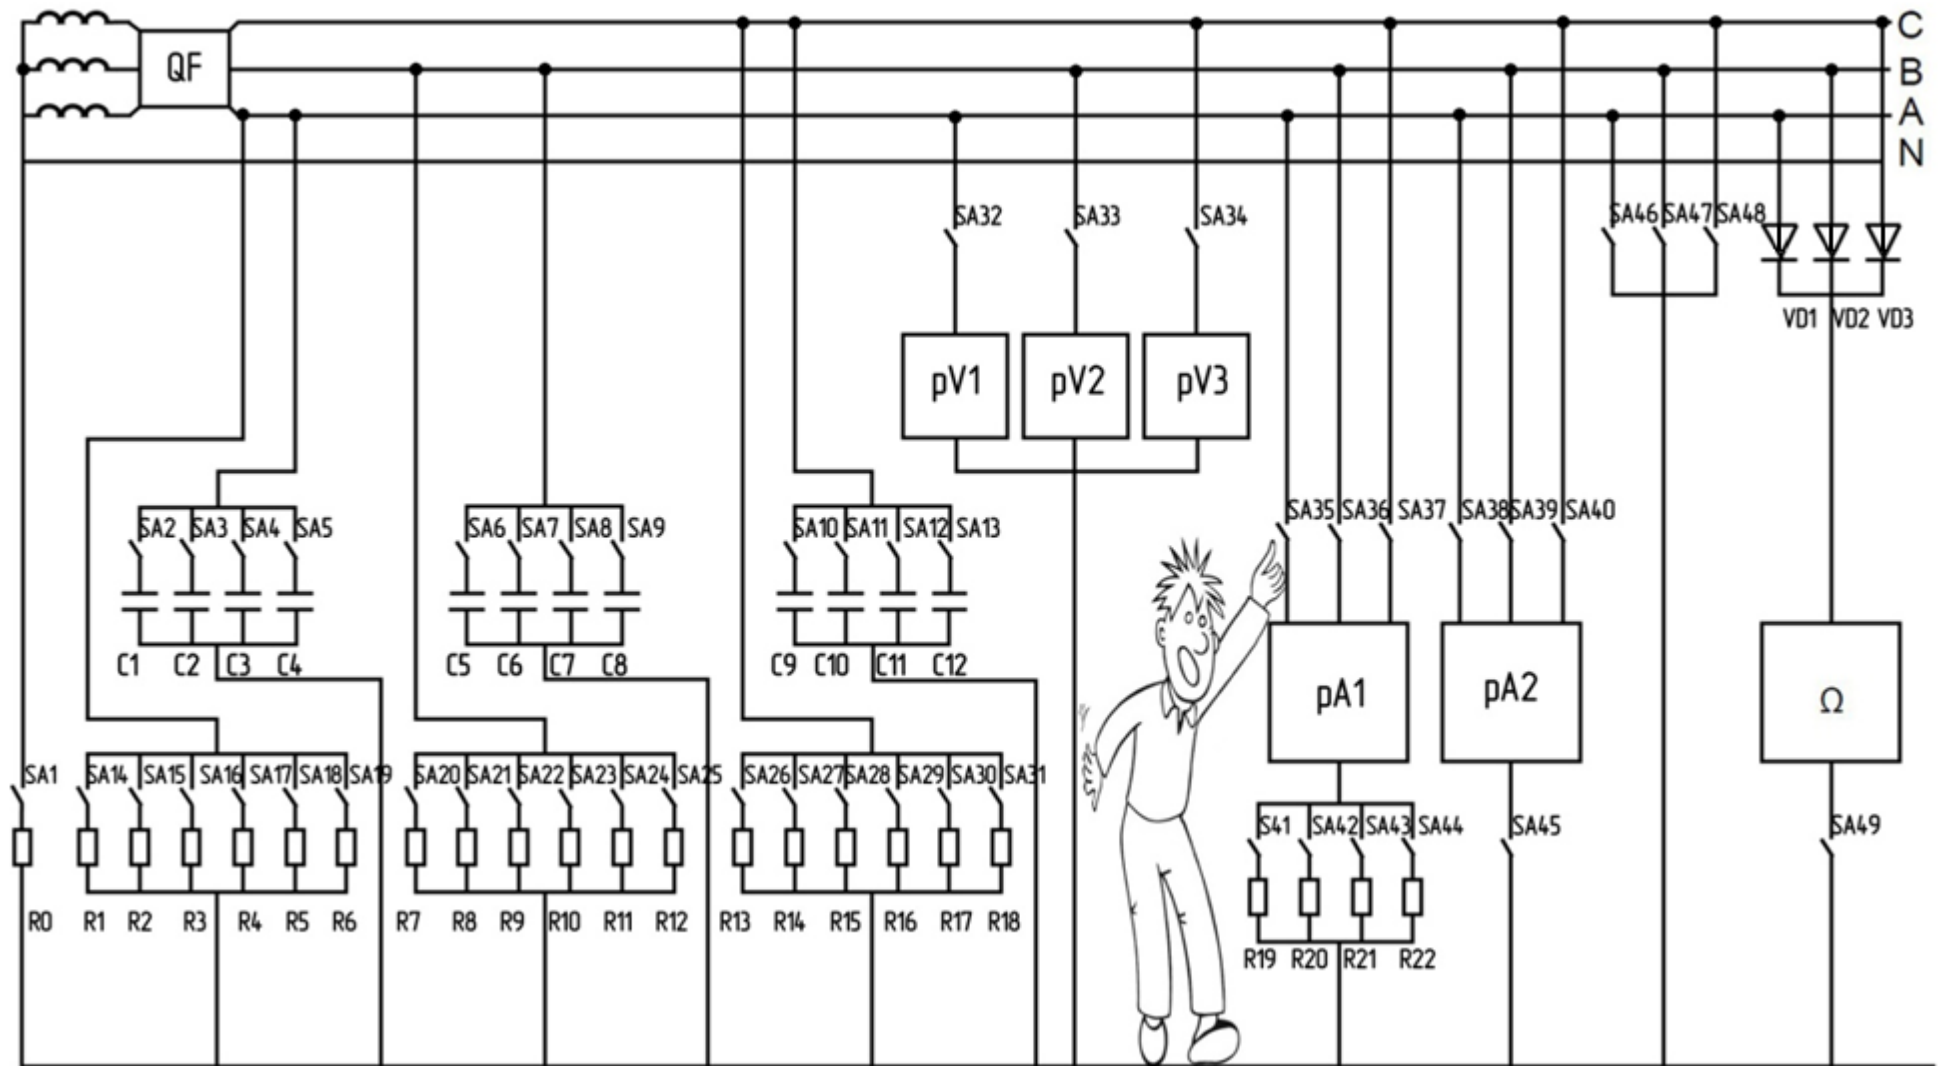 C
QF
B
A
N
SA32 SA33 SA34 SA46 SA47 SA48
VD1 VD2 VD3
pV1 pV2 pV3
SA2 SA3 SA4 SA5 SA6 SA7 SA8 SA9 SA10 SA11 SA12 SA13 SA35 SA36 SA37 SA38 SA39 SA40
C1 C2 C3 C4 C5 C6 C7 C8 C9 C10 C11 C12
pA1 pA2 Ω
SA1 SA14 SA15 SA16 SA17 SA18 SA19 SA20 SA21 SA22 SA23 SA24 SA25 SA26 SA27 SA28 SA29 SA30 SA31
S41 SA42 SA43 SA44 SA45 SA49
R0 R1 R2 R3 R4 R5 R6 R7 R8 R9 R10 R11 R12 R13 R14 R15 R16 R17 R18
R19 R20 R21 R22